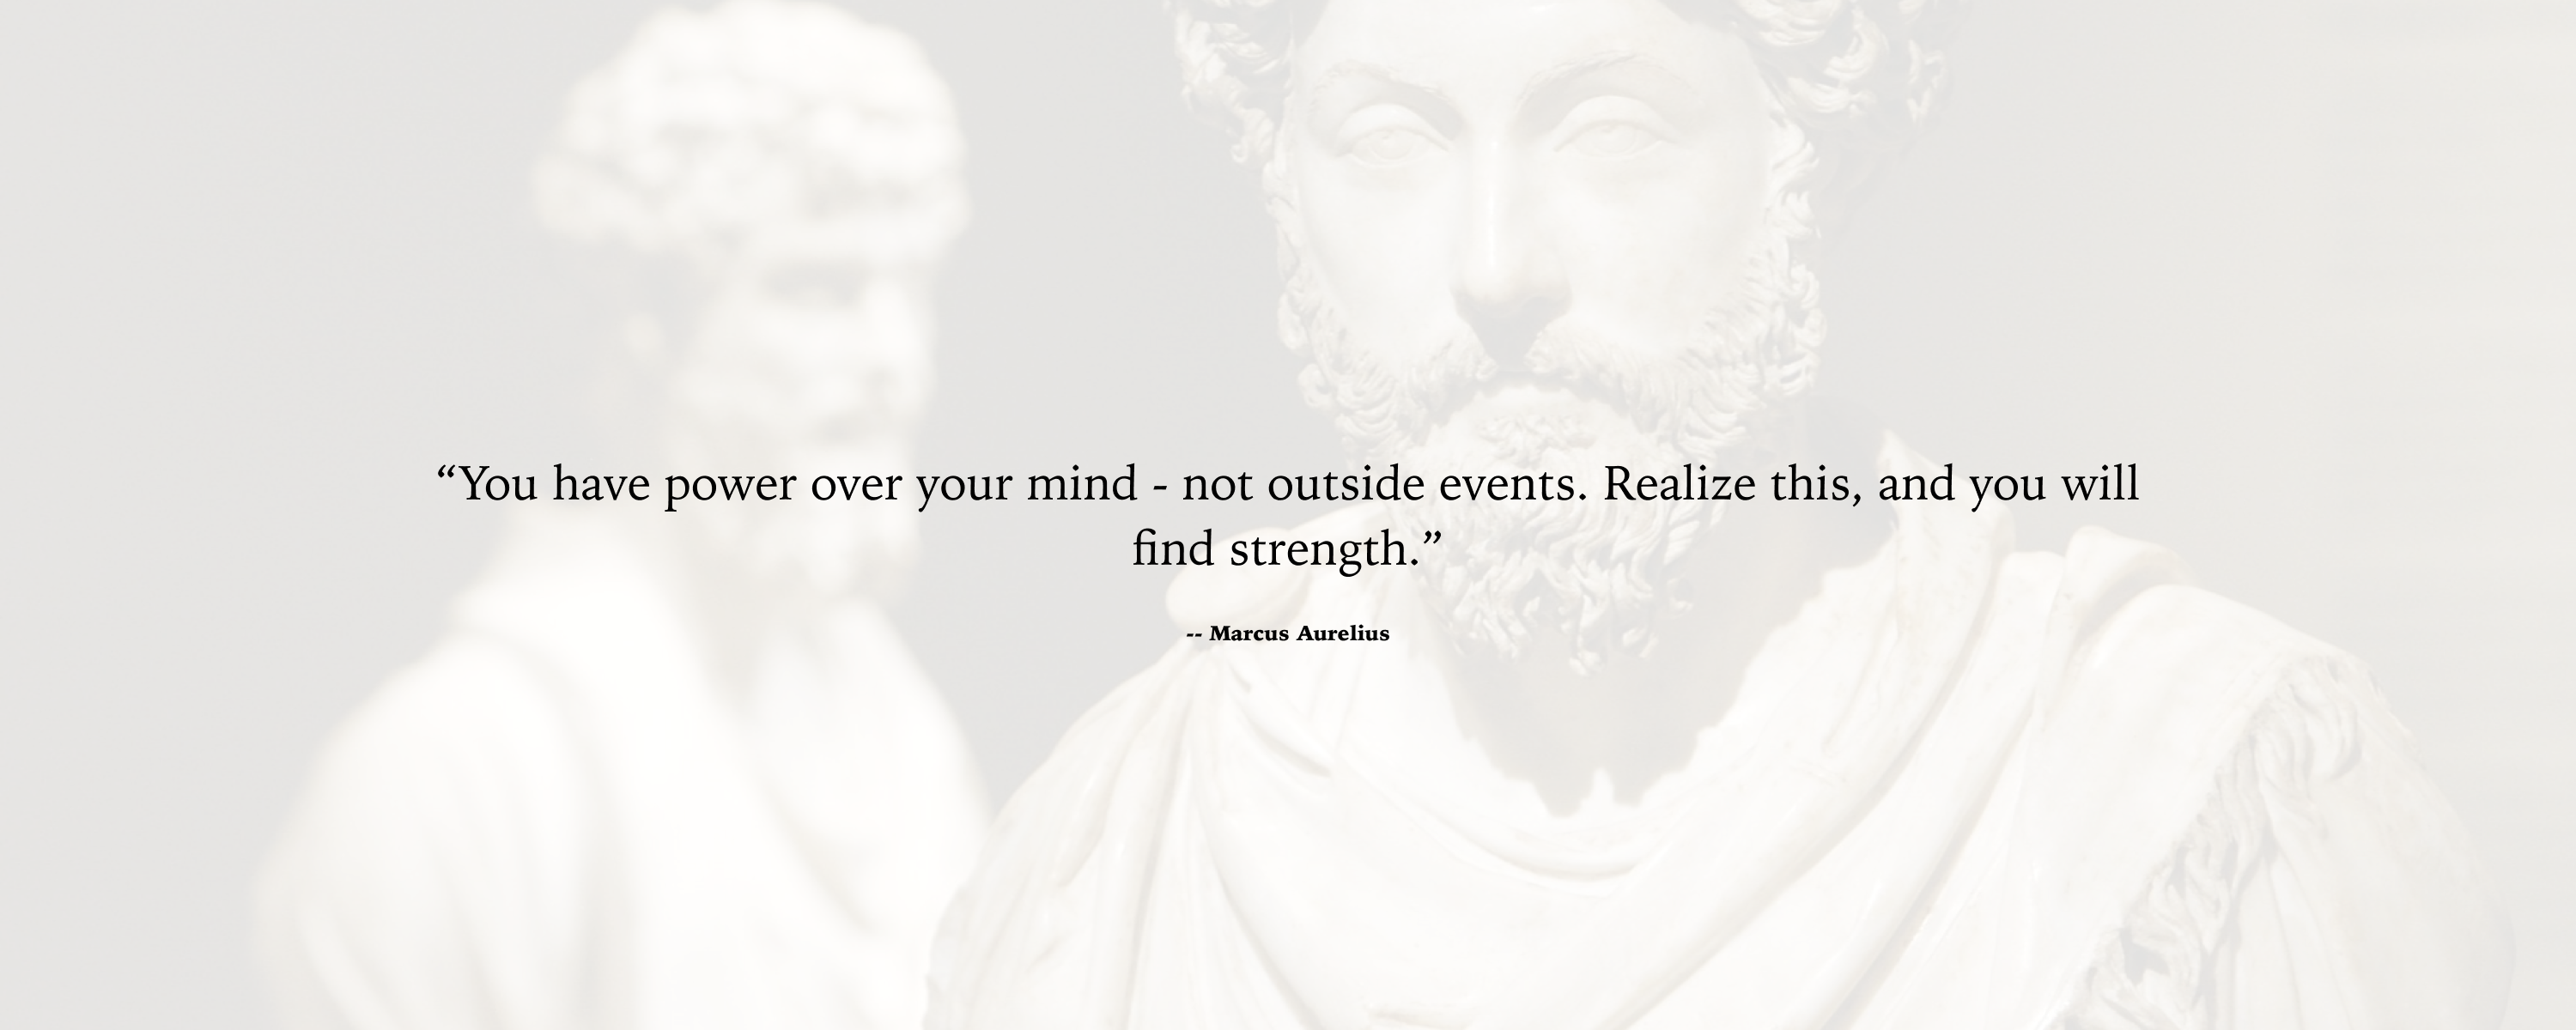 “You have power over your mind - not outside events. Realize this, and you will
find strength.”
-- Marcus Aurelius